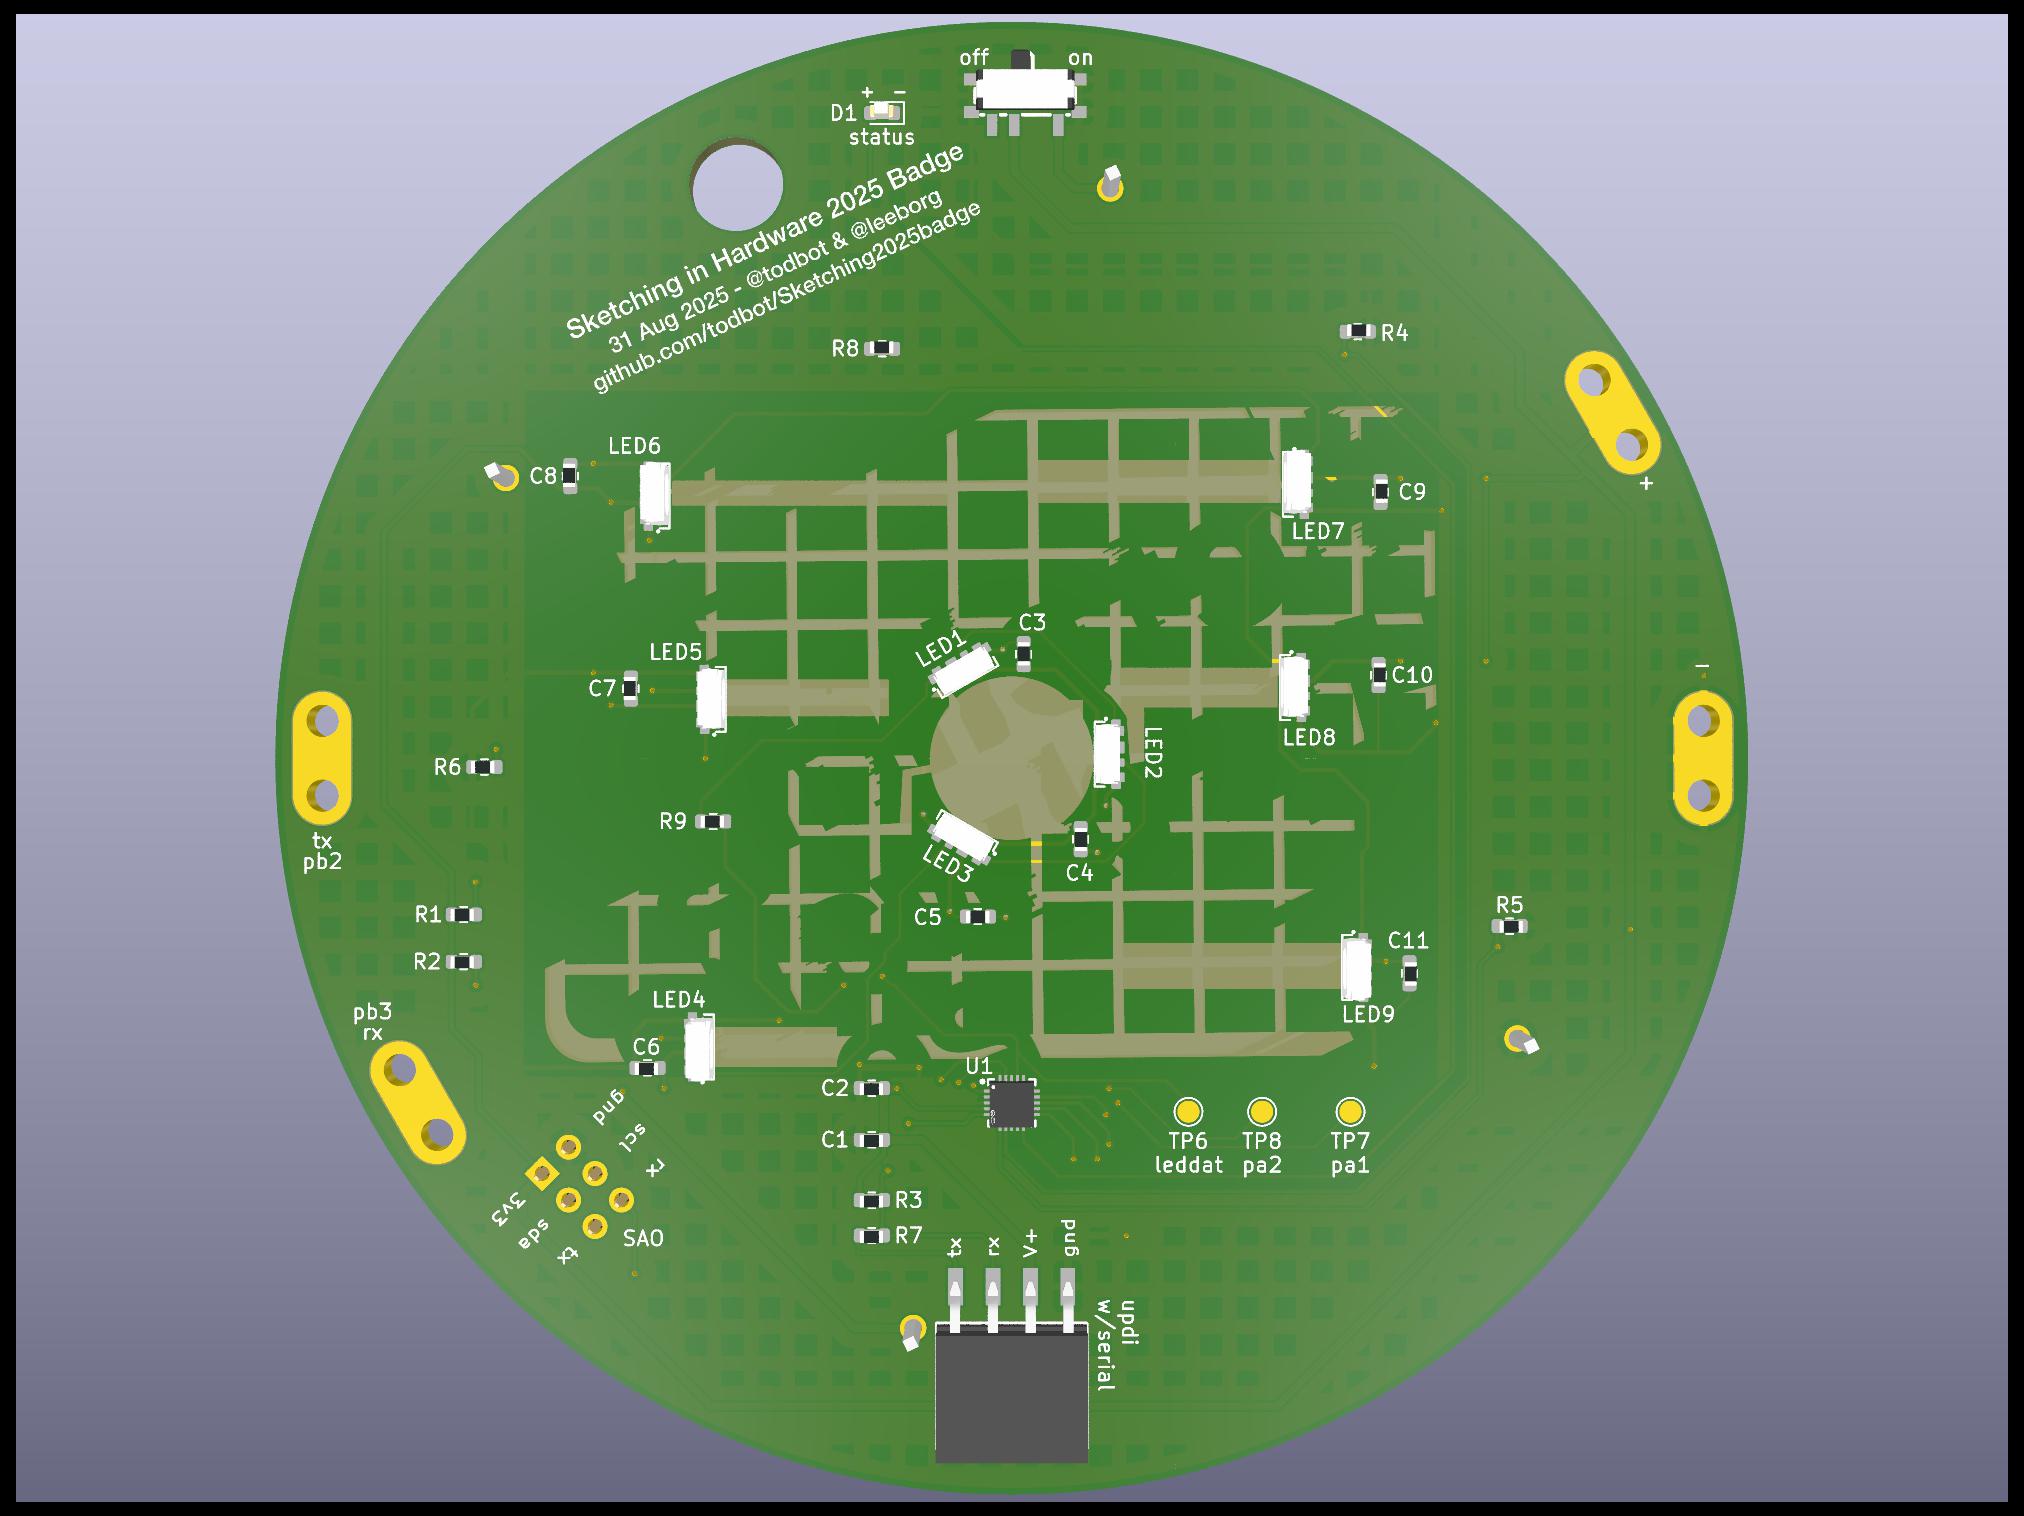 off on
+ -
D1
status
Sketching in Hardware 2025 Badge
31 Aug 2025 - @todbot & @leeborg
github.com/todbot/Sketching2025badge
R8
R4
LED6
C8
+
C9
LED7
LED1
C3
LED5
C7
C10
-
LED8
LED2
R6
R9
tx
pb2
LED3
C4
R1
C5
R5
R2
C11
LED4
LED9
pb3
rx
C6
U1
C2
gnd
scl
rx
C1
TP6
leddat
TP8
pa2
TP7
pa1
3v3
sda
tx
SAO
R3
R7
tx
rx
V+
gnd
updi
w/serial